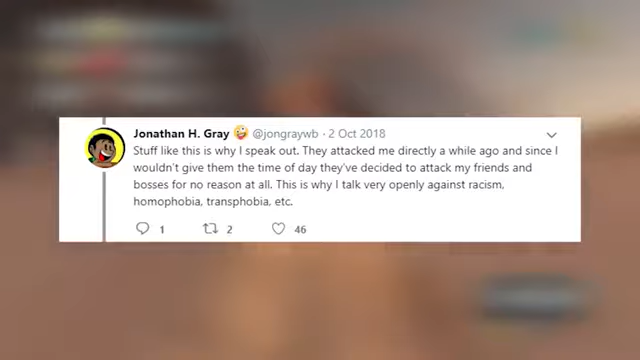 Jonathan H. Gray 🤪 @jongraywb · 2 Oct 2018
Stuff like this is why I speak out. They attacked me directly a while ago and since I
wouldn't give them the time of day they've decided to attack my friends and
bosses for no reason at all. This is why I talk very openly against racism,
homophobia, transphobia, etc.
1 2 46